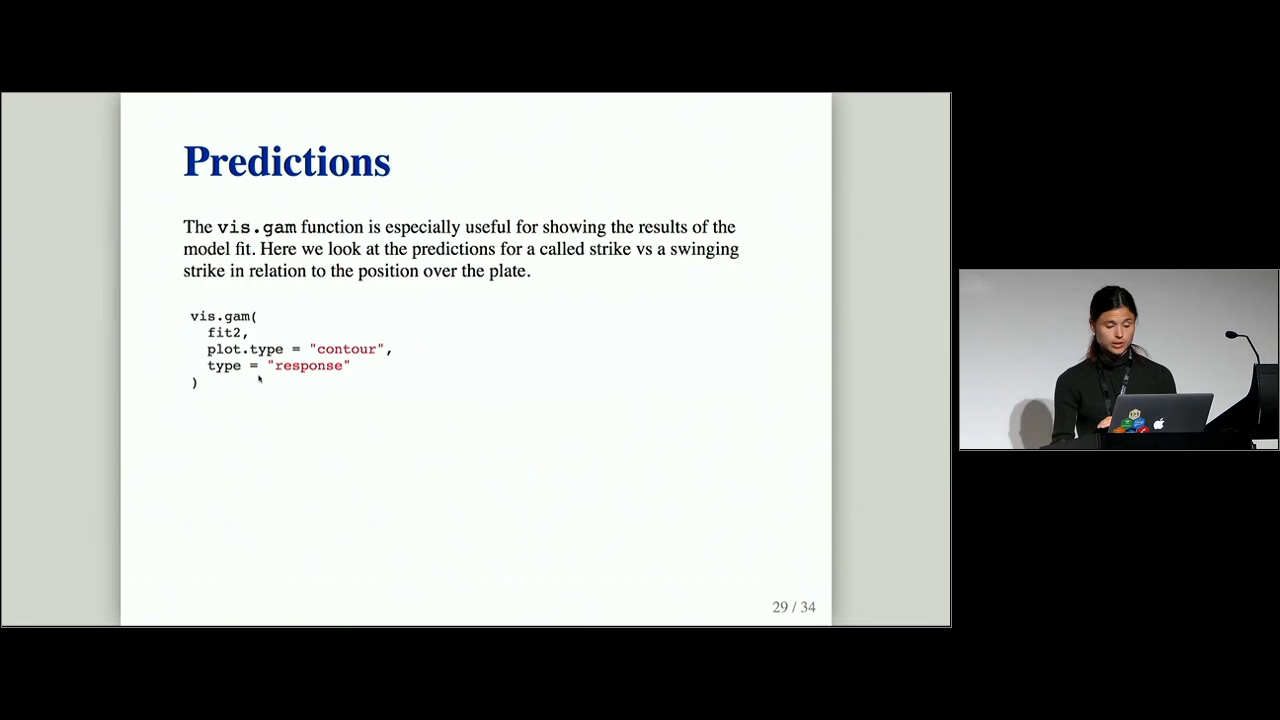 Predictions
The vis.gam function is especially useful for showing the results of the
model fit. Here we look at the predictions for a called strike vs a swinging
strike in relation to the position over the plate.
vis.gam(
  fit2,
  plot.type = "contour",
  type = "response"
)
29 / 34